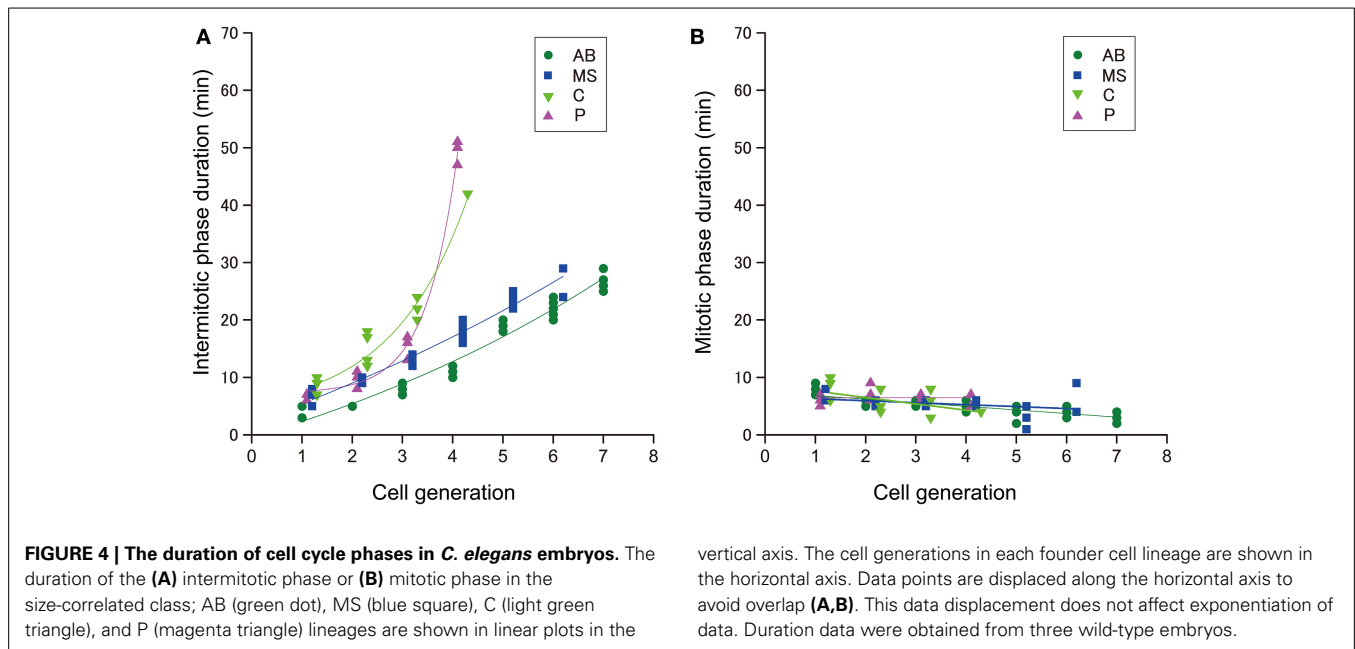 A
70
60
50
40
30
20
10
0
0 1 2 3 4 5 6 7 8
Intermitotic phase duration (min)
Cell generation
AB
MS
C
P
B
70
60
50
40
30
20
10
0
0 1 2 3 4 5 6 7 8
Mitotic phase duration (min)
Cell generation
AB
MS
C
P
FIGURE 4 | The duration of cell cycle phases in C. elegans embryos. The
duration of the (A) intermitotic phase or (B) mitotic phase in the
size-correlated class; AB (green dot), MS (blue square), C (light green
triangle), and P (magenta triangle) lineages are shown in linear plots in the
vertical axis. The cell generations in each founder cell lineage are shown in
the horizontal axis. Data points are displaced along the horizontal axis to
avoid overlap (A,B). This data displacement does not affect exponentiation of
data. Duration data were obtained from three wild-type embryos.